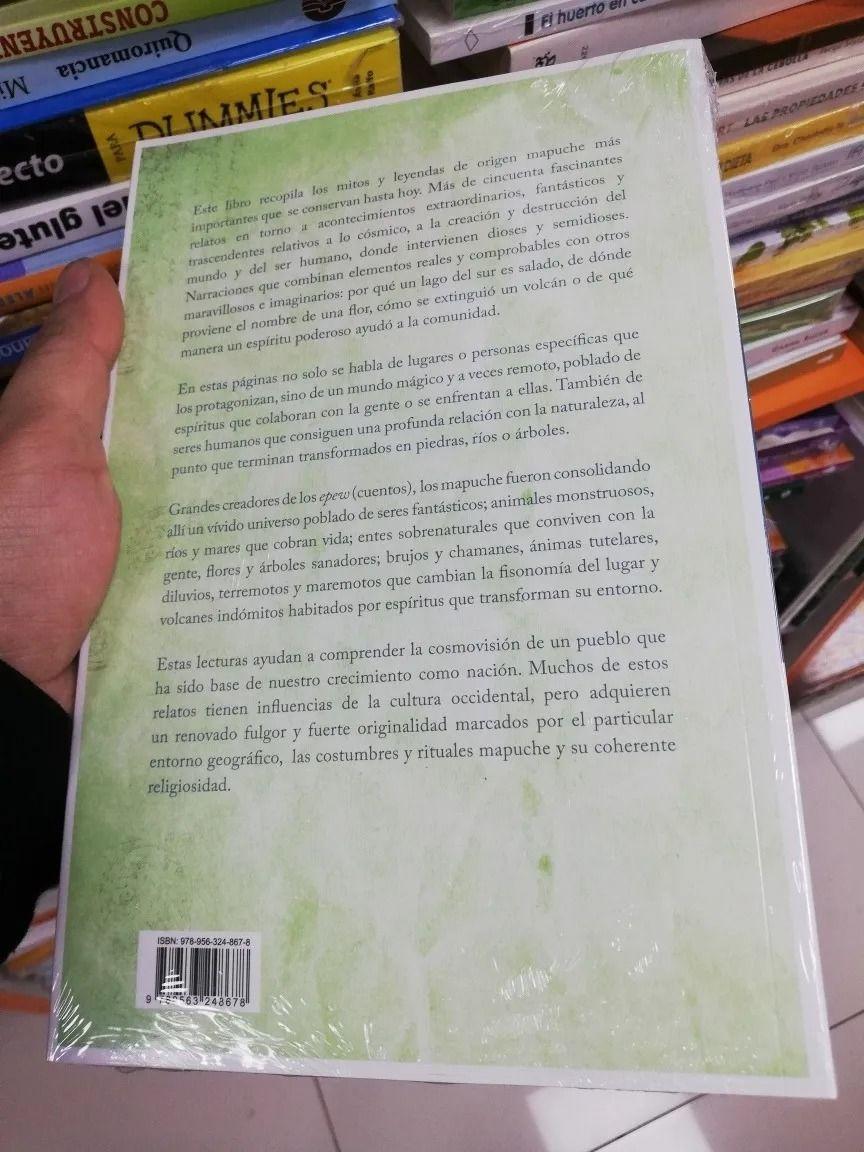 CONSTRUYEN
Quiromancia
Mi
PARA
DUMMIES
ecto
del glute
El huerto en
AS DE LA CEBOLLA
LAS PROPIEDADES
DIETA
Este libro recopila los mitos y leyendas de origen mapuche más
importantes que se conservan hasta hoy. Más de cincuenta fascinantes
relatos en torno a acontecimientos extraordinarios, fantásticos y
trascendentes relativos a lo cósmico, a la creación y destrucción del
mundo y del ser humano, donde intervienen dioses y semidioses.
Narraciones que combinan elementos reales y comprobables con otros
maravillosos e imaginarios: por qué un lago del sur es salado, de dónde
proviene el nombre de una flor, cómo se extinguió un volcán o de qué
manera un espíritu poderoso ayudó a la comunidad.
En estas páginas no solo se habla de lugares o personas específicas que
los protagonizan, sino de un mundo mágico y a veces remoto, poblado de
espíritus que colaboran con la gente o se enfrentan a ellas. También de
seres humanos que consiguen una profunda relación con la naturaleza, al
punto que terminan transformados en piedras, ríos o árboles.
Grandes creadores de los epew (cuentos), los mapuche fueron consolidando
allí un vívido universo poblado de seres fantásticos; animales monstruosos,
ríos y mares que cobran vida; entes sobrenaturales que conviven con la
gente, flores y árboles sanadores; brujos y chamanes, ánimas tutelares,
diluvios, terremotos y maremotos que cambian la fisonomía del lugar y
volcanes indómitos habitados por espíritus que transforman su entorno.
Estas lecturas ayudan a comprender la cosmovisión de un pueblo que
ha sido base de nuestro crecimiento como nación. Muchos de estos
relatos tienen influencias de la cultura occidental, pero adquieren
un renovado fulgor y fuerte originalidad marcados por el particular
entorno geográfico, las costumbres y rituales mapuche y su coherente
religiosidad.
ISBN: 978-956-324-867-8
9 789563 248678